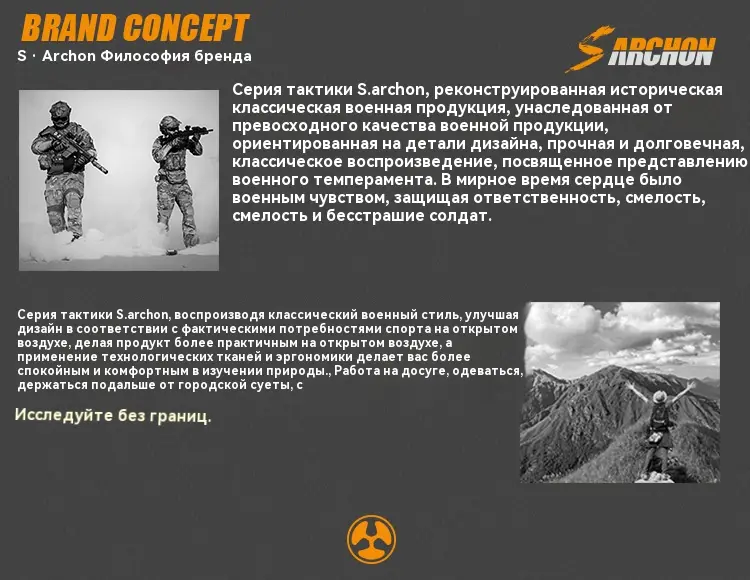 BRAND CONCEPT
S · Archon Философия бренда
S ARCHON
Серия тактики S.archon, реконструированная историческая
классическая военная продукция, унаследованная от
превосходного качества военной продукции,
ориентированная на детали дизайна, прочная и долговечная,
классическое воспроизведение, посвященное представлению
военного темперамента. В мирное время сердце было
военным чувством, защищая ответственность, смелость,
смелость и бесстрашие солдат.
Серия тактики S.archon, воспроизводя классический военный стиль, улучшая
дизайн в соответствии с фактическими потребностями спорта на открытом
воздухе, делая продукт более практичным на открытом воздухе, а
применение технологических тканей и эргономики делает вас более
спокойным и комфортным в изучении природы., Работа на досуге, одеваться,
держаться подальше от городской суеты, с
Исследуйте без границ.